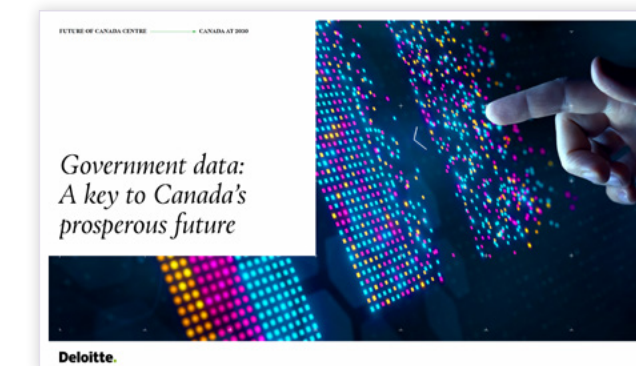 FUTURE OF CANADA CENTRE CANADA AT 2030
Government data:
A key to Canada's
prosperous future
Deloitte.